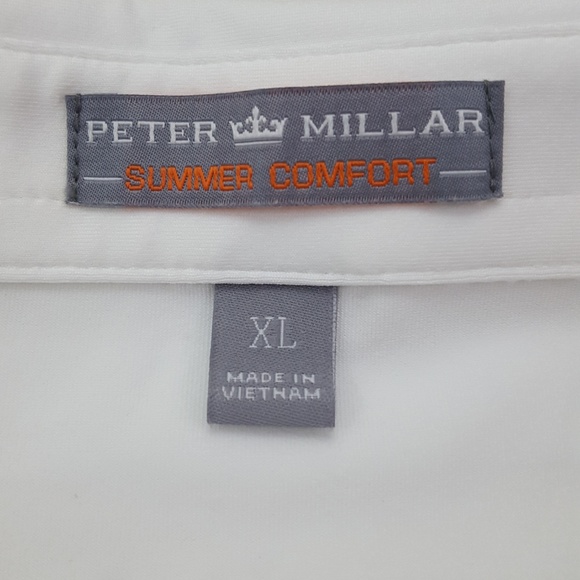 PETER MILLAR
SUMMER COMFORT
XL
MADE IN
VIETNAM